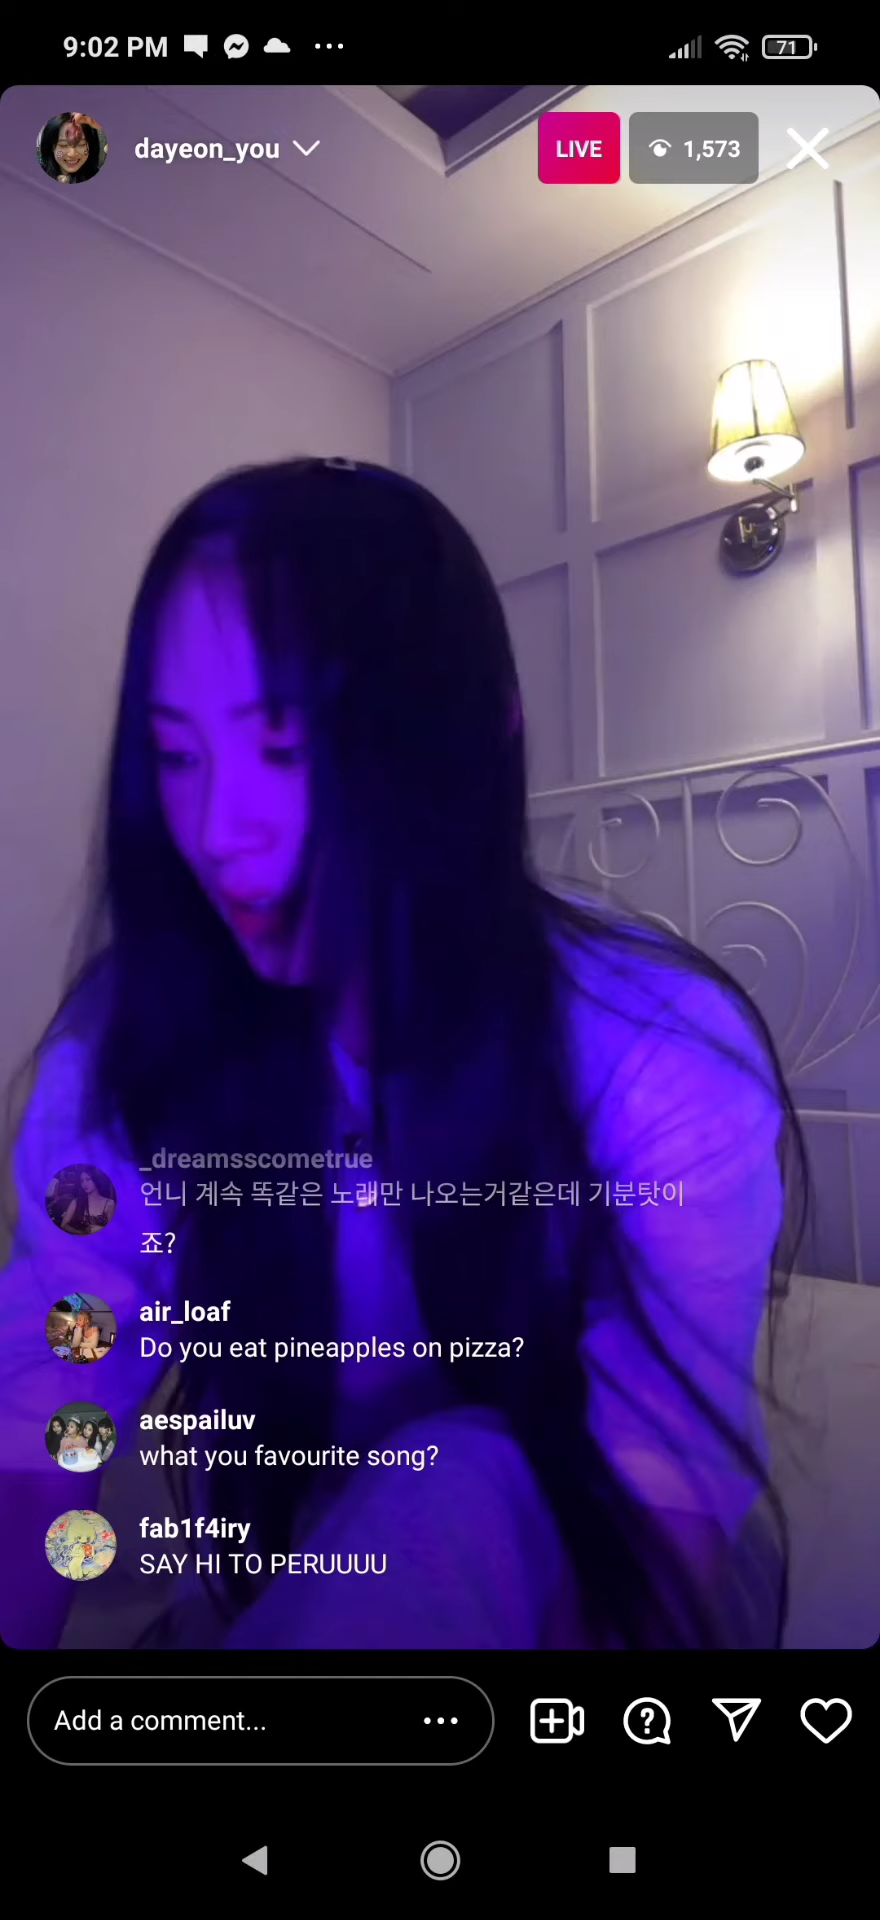 9:02 PM
71
dayeon_you
LIVE
1,573
_dreamsscometrue
언니 계속 똑같은 노래만 나오는거같은데 기분탓이
죠?
air_loaf
Do you eat pineapples on pizza?
aespailuv
what you favourite song?
fab1f4iry
SAY HI TO PERUUUU
Add a comment...